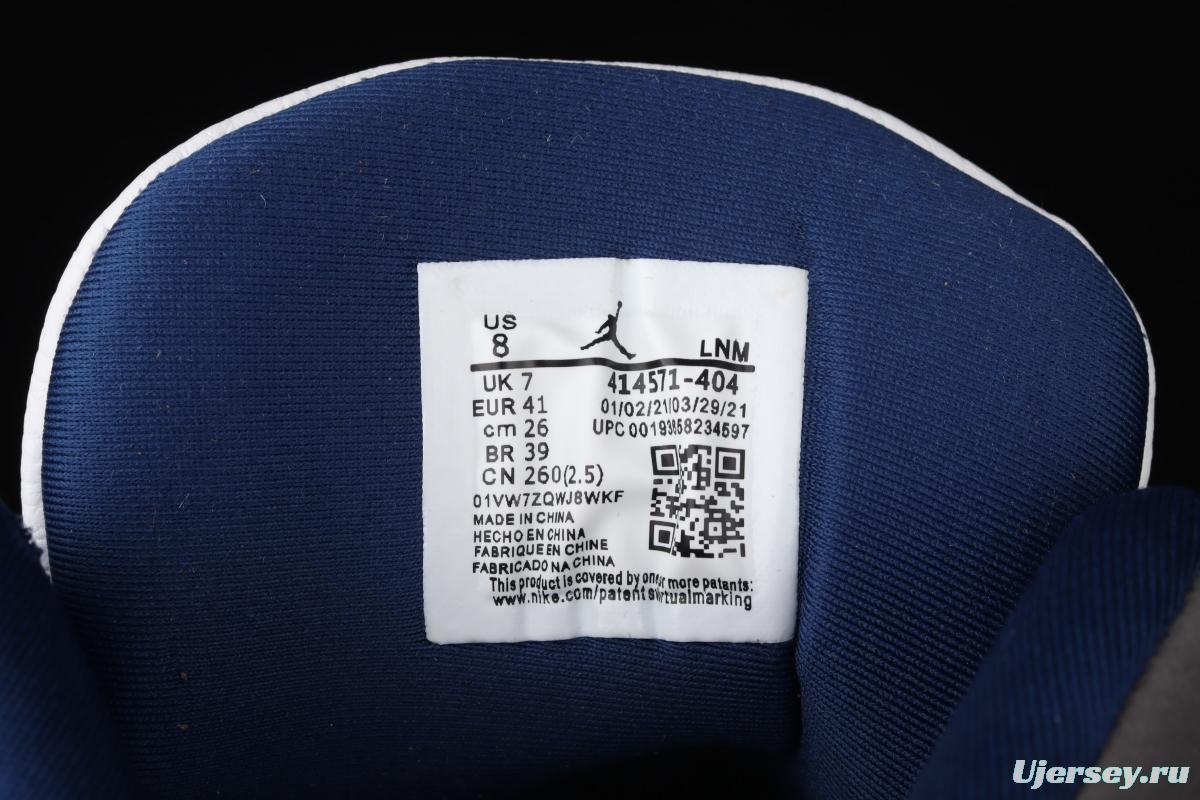 US
8
LNM
UK 7
414571-404
EUR 41
01/02/21/03/29/21
cm 26
UPC 00193658234597
BR 39
CN 260(2.5)
01VW7ZQWJ8WKF
MADE IN CHINA
HECHO EN CHINA
FABRIQUE EN CHINE
FABRICADO NA CHINA
This product is covered by one or more patents:
www.nike.com/patents
Ujersey.ru